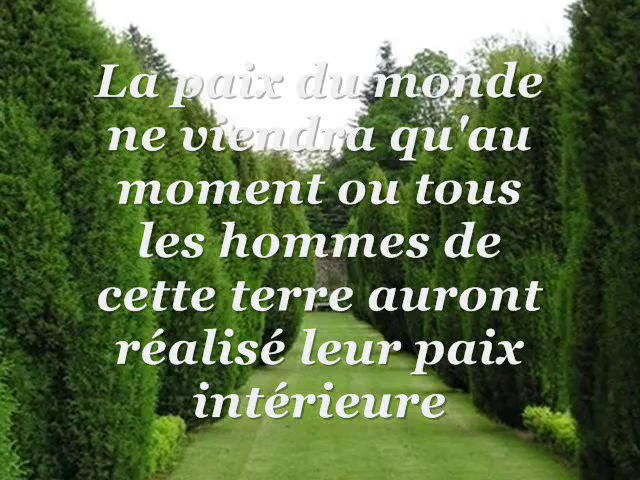 La paix du monde
ne viendra qu'au
moment ou tous
les hommes de
cette terre auront
réalisé leur paix
intérieure